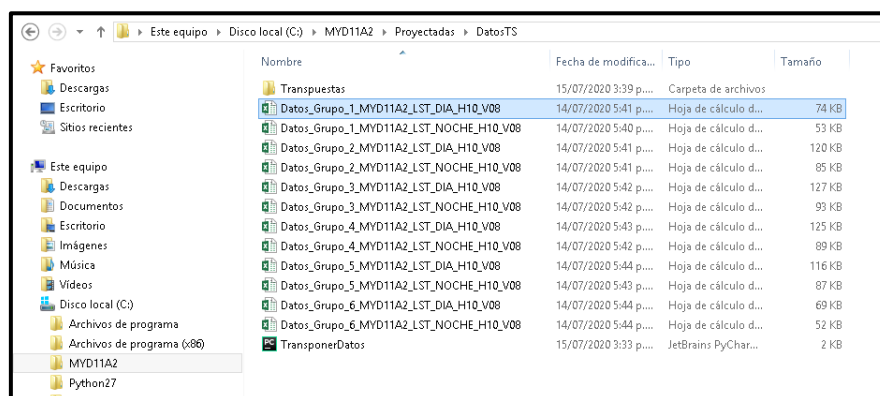 Este equipo ▸ Disco local (C:) ▸ MYD11A2 ▸ Proyectadas ▸ DatosTS
Favoritos
Descargas
Escritorio
Sitios recientes
Este equipo
Descargas
Documentos
Escritorio
Imágenes
Música
Vídeos
Disco local (C:)
Archivos de programa
Archivos de programa (x86)
MYD11A2
Python27
Nombre Fecha de modifica... Tipo Tamaño
Transpuestas 15/07/2020 3:39 p.... Carpeta de archivos
Datos_Grupo_1_MYD11A2_LST_DIA_H10_V08 14/07/2020 5:41 p.... Hoja de cálculo d... 74 KB
Datos_Grupo_1_MYD11A2_LST_NOCHE_H10_V08 14/07/2020 5:40 p.... Hoja de cálculo d... 53 KB
Datos_Grupo_2_MYD11A2_LST_DIA_H10_V08 14/07/2020 5:41 p.... Hoja de cálculo d... 120 KB
Datos_Grupo_2_MYD11A2_LST_NOCHE_H10_V08 14/07/2020 5:41 p.... Hoja de cálculo d... 85 KB
Datos_Grupo_3_MYD11A2_LST_DIA_H10_V08 14/07/2020 5:42 p.... Hoja de cálculo d... 127 KB
Datos_Grupo_3_MYD11A2_LST_NOCHE_H10_V08 14/07/2020 5:42 p.... Hoja de cálculo d... 93 KB
Datos_Grupo_4_MYD11A2_LST_DIA_H10_V08 14/07/2020 5:43 p.... Hoja de cálculo d... 125 KB
Datos_Grupo_4_MYD11A2_LST_NOCHE_H10_V08 14/07/2020 5:42 p.... Hoja de cálculo d... 89 KB
Datos_Grupo_5_MYD11A2_LST_DIA_H10_V08 14/07/2020 5:44 p.... Hoja de cálculo d... 116 KB
Datos_Grupo_5_MYD11A2_LST_NOCHE_H10_V08 14/07/2020 5:43 p.... Hoja de cálculo d... 87 KB
Datos_Grupo_6_MYD11A2_LST_DIA_H10_V08 14/07/2020 5:44 p.... Hoja de cálculo d... 69 KB
Datos_Grupo_6_MYD11A2_LST_NOCHE_H10_V08 14/07/2020 5:44 p.... Hoja de cálculo d... 52 KB
TransponerDatos 15/07/2020 3:33 p.... JetBrains PyChar... 2 KB